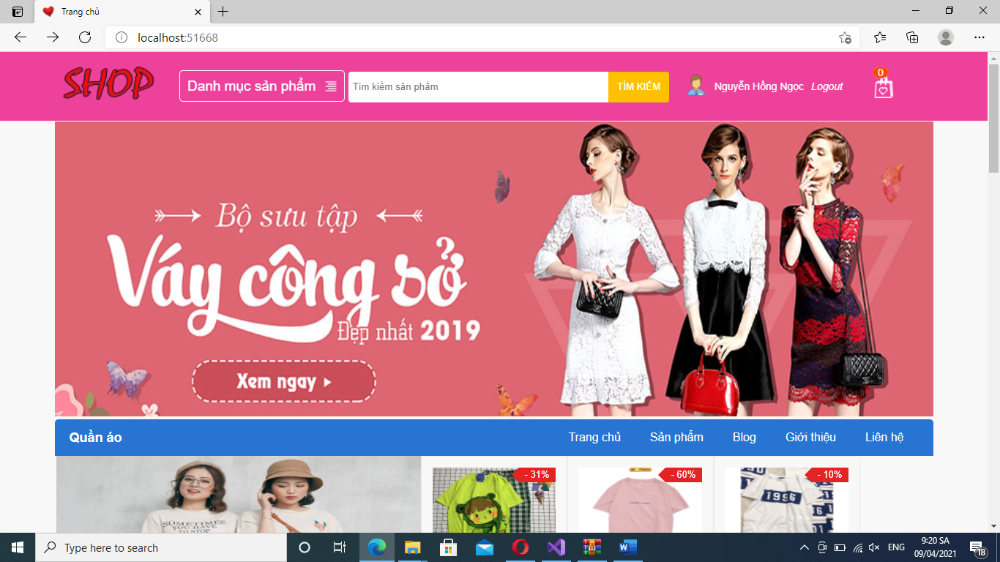 Trang chủ
localhost:51668
SHOP
Danh mục sản phẩm
Tìm kiếm sản phẩm
TÌM KIẾM
Nguyễn Hồng Ngọc Logout
0
Bộ sưu tập
Váy công sở
Đẹp nhất 2019
Xem ngay
Quần áo
Trang chủ
Sản phẩm
Blog
Giới thiệu
Liên hệ
- 31%
- 60%
- 10%
SOMETIMES
YOU HAVE
TO STOP
1996
Type here to search
ENG
9:20 SA
09/04/2021
18